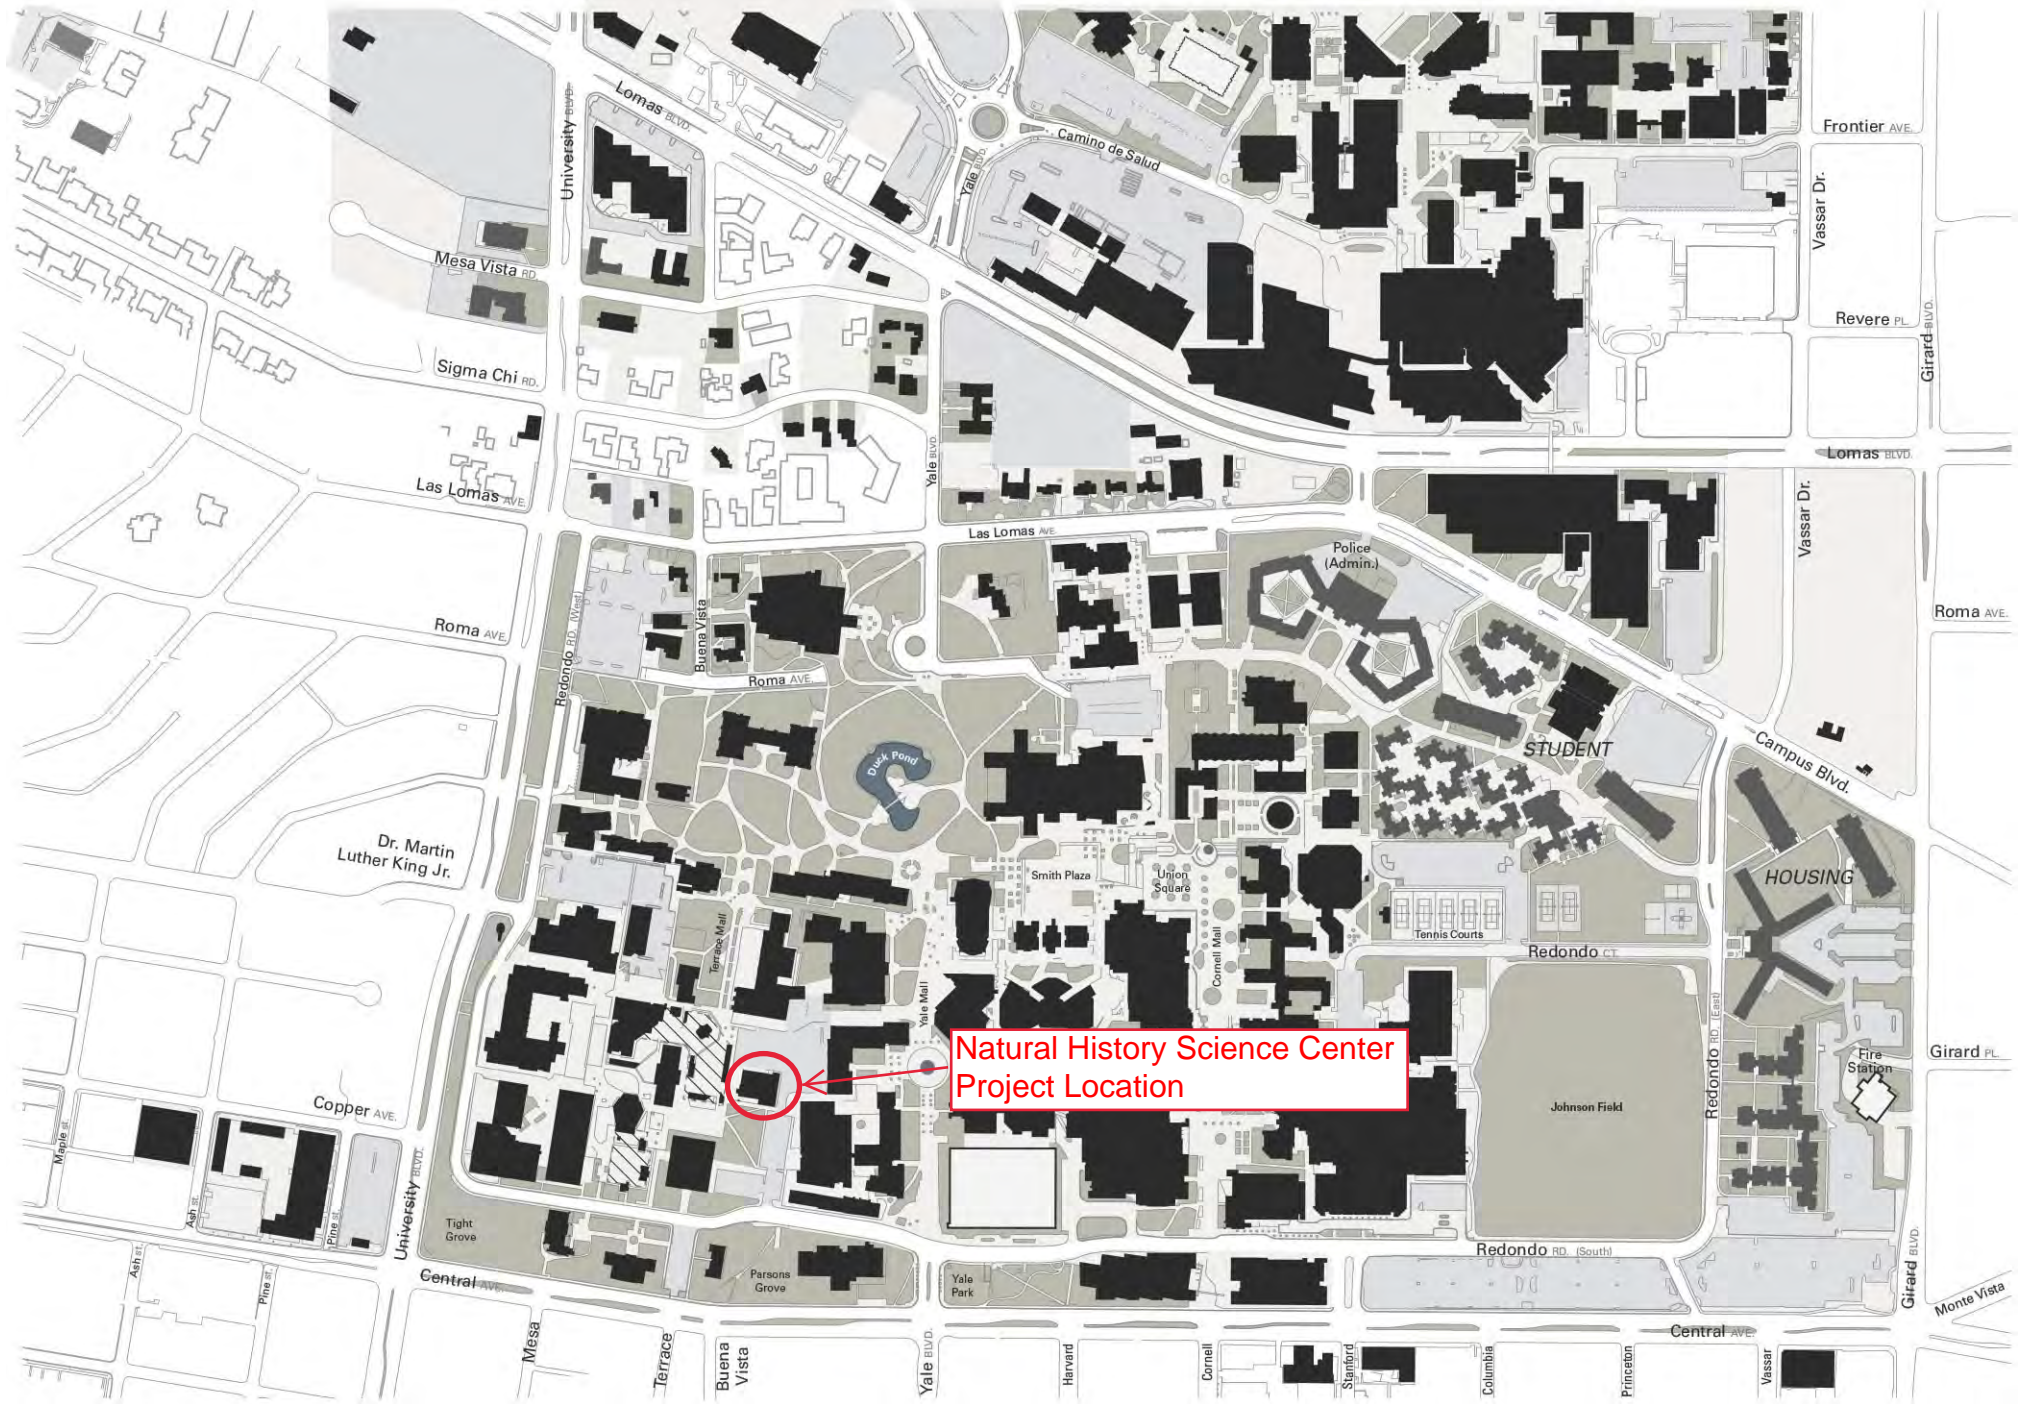 Lomas BLVD.
University BLVD.
Yale BLVD.
Camino de Salud
Frontier AVE.
Vassar Dr.
Mesa Vista RD.
Revere PL.
Girard BLVD.
Sigma Chi RD.
Yale BLVD.
Lomas BLVD.
Las Lomas AVE.
Vassar Dr.
Las Lomas AVE.
Police
(Admin.)
Redondo RD. (West)
Buena Vista
Roma AVE.
Roma AVE.
Roma AVE.
Duck Pond
STUDENT
Campus Blvd.
Dr. Martin
Luther King Jr.
Smith Plaza
Union
Square
HOUSING
Terrace Mall
Cornell Mall
Tennis Courts
Redondo CT.
Yale Mall
Redondo RD. (East)
Natural History Science Center
Project Location
Fire
Station
Girard PL.
Copper AVE.
Johnson Field
Maple st.
Ash st.
Pine st.
University BLVD.
Tight
Grove
Redondo RD. (South)
Girard BLVD.
Ash st.
Pine st.
Central AVE.
Parsons
Grove
Yale
Park
Monte Vista
Central AVE.
Mesa
Terrace
Buena
Vista
Yale BLVD.
Harvard
Cornell
Stanford
Columbia
Princeton
Vassar